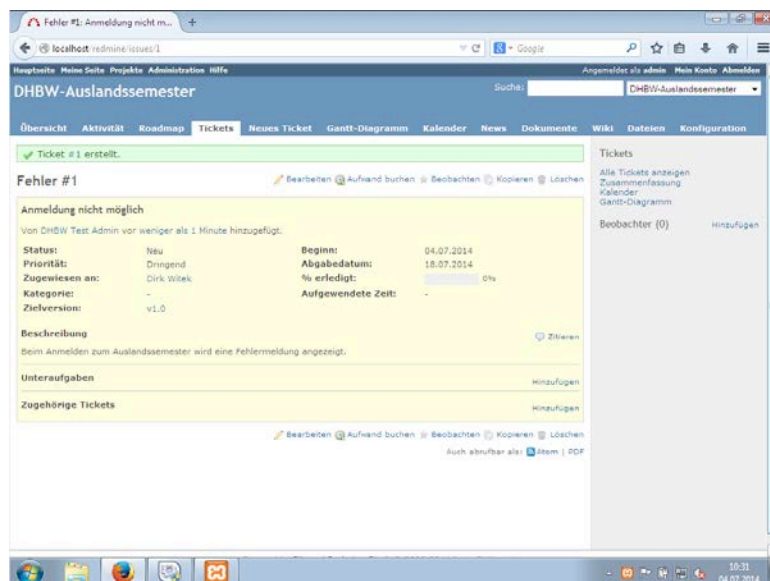 Fehler #1: Anmeldung nicht m...
localhost/redmine/issues/1
Google
Hauptseite Meine Seite Projekte Administration Hilfe
Angemeldet als admin Mein Konto Abmelden
DHBW-Auslandssemester
Suche:
DHBW-Auslandssemester
Übersicht Aktivität Roadmap Tickets Neues Ticket Gantt-Diagramm Kalender News Dokumente Wiki Dateien Konfiguration
Ticket #1 erstellt.
Fehler #1
Bearbeiten Aufwand buchen Beobachten Kopieren Löschen
Anmeldung nicht möglich
Von DHBW Test Admin vor weniger als 1 Minute hinzugefügt.
Status: Neu Beginn: 04.07.2014
Priorität: Dringend Abgabedatum: 18.07.2014
Zugewiesen an: Dirk Witek % erledigt: 0%
Kategorie: - Aufgewendete Zeit: -
Zielversion: v1.0
Beschreibung
Zitieren
Beim Anmelden zum Auslandssemester wird eine Fehlermeldung angezeigt.
Unteraufgaben
Hinzufügen
Zugehörige Tickets
Hinzufügen
Bearbeiten Aufwand buchen Beobachten Kopieren Löschen
Auch abrufbar als: Atom | PDF
Tickets
Alle Tickets anzeigen
Zusammenfassung
Kalender
Gantt-Diagramm
Beobachter (0)
Hinzufügen
10:31
04.07.2014